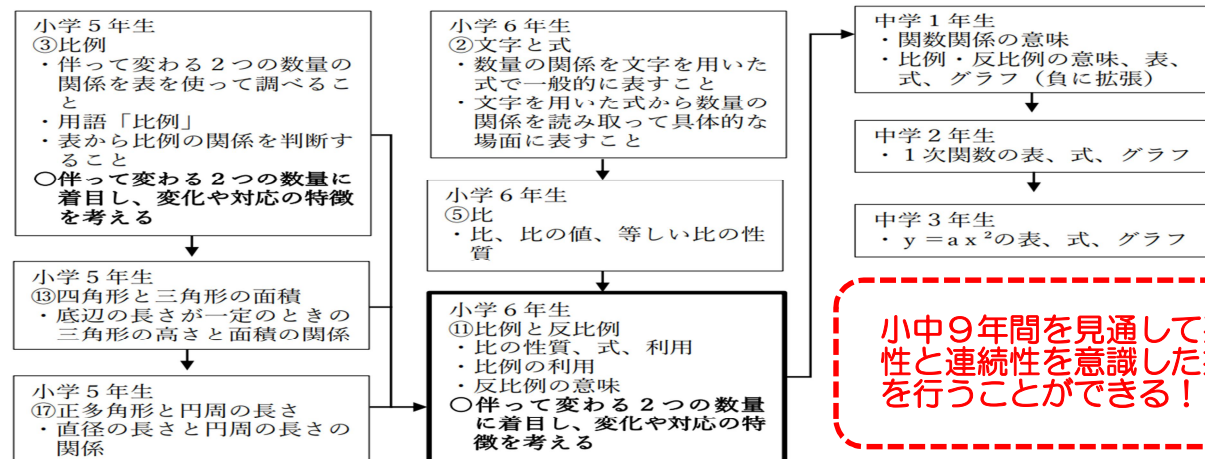 小学５年生
③比例
・伴って変わる２つの数量の
関係を表を使って調べるこ
と
・用語「比例」
・表から比例の関係を判断す
ること
○伴って変わる２つの数量に
着目し、変化や対応の特徴
を考える
小学５年生
⑬四角形と三角形の面積
・底辺の長さが一定のときの
三角形の高さと面積の関係
小学５年生
⑰正多角形と円周の長さ
・直径の長さと円周の長さの
関係
小学６年生
②文字と式
・数量の関係を文字を用いた
式で一般的に表すこと
・文字を用いた式から数量の
関係を読み取って具体的な
場面に表すこと
小学６年生
⑤比
・比、比の値、等しい比の性
質
小学６年生
⑪比例と反比例
・比の性質、式、利用
・比例の利用
・反比例の意味
○伴って変わる２つの数量
に着目し、変化や対応の特
徴を考える
中学１年生
・関数関係の意味
・比例・反比例の意味、表、
式、グラフ（負に拡張）
中学２年生
・１次関数の表、式、グラフ
中学３年生
・ｙ＝aｘ²の表、式、グラフ
小中９年間を見通して
性と連続性を意識した
を行うことができる！